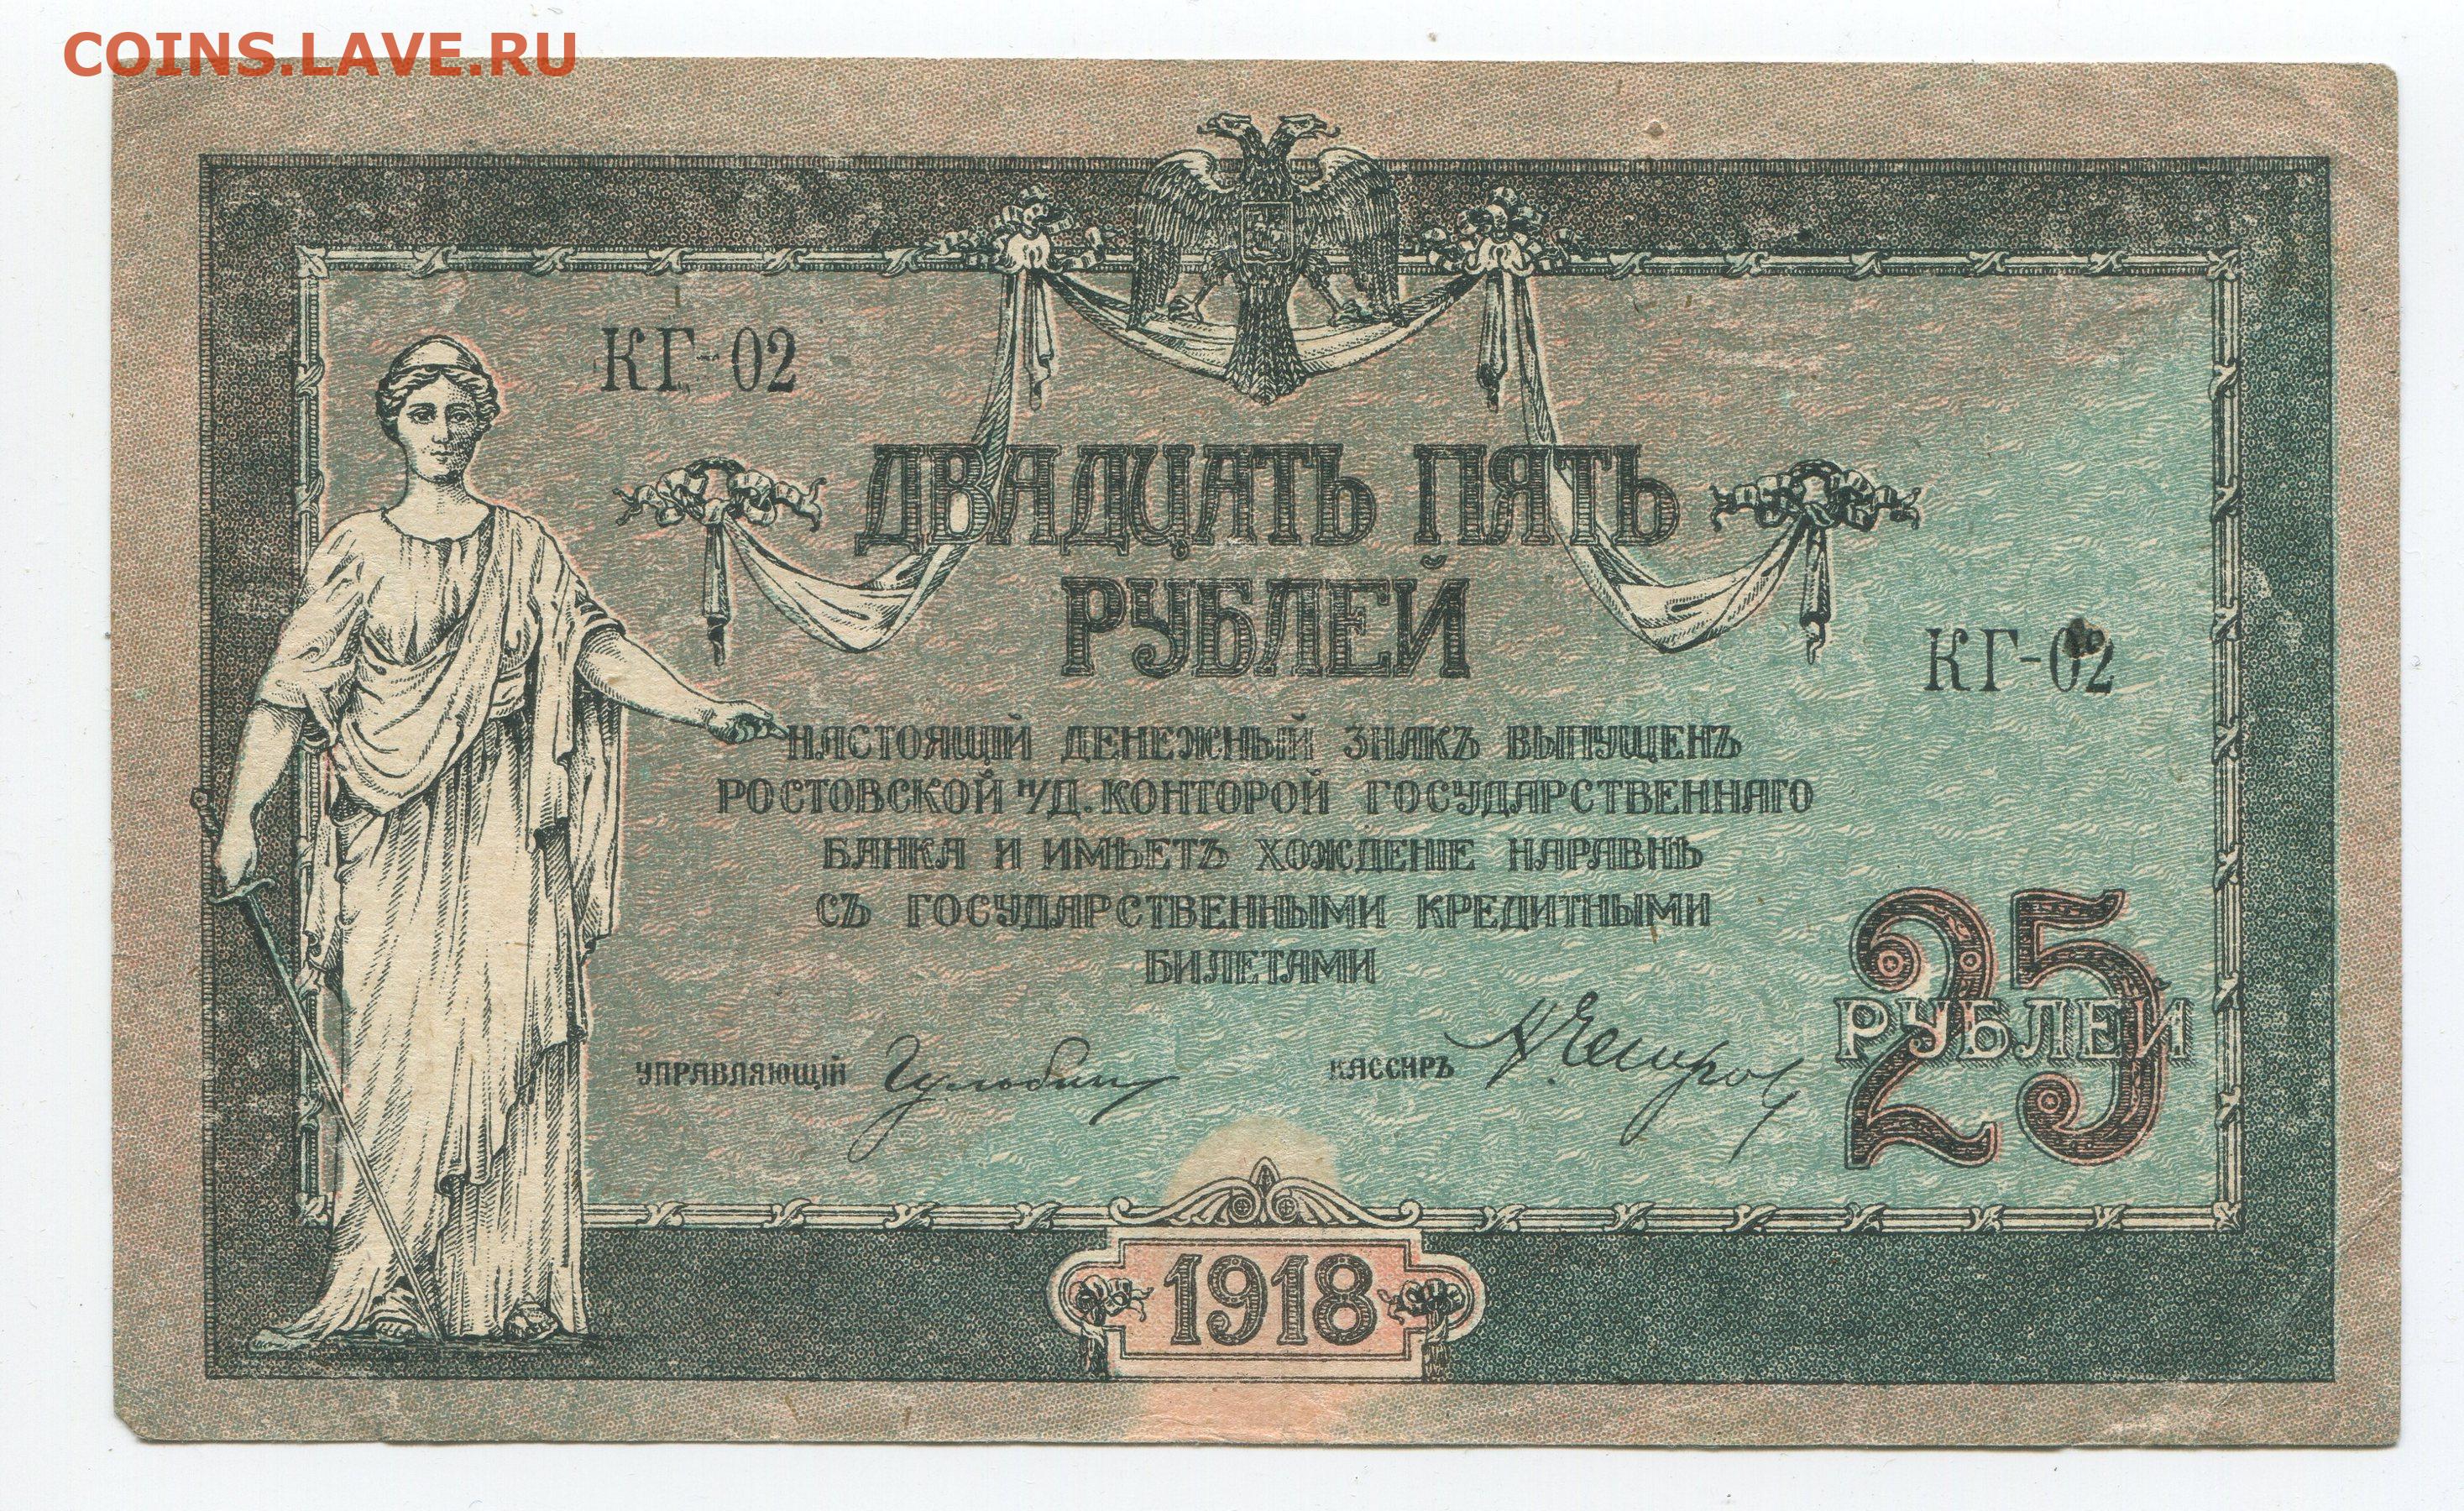 COINS.LAVE.RU
КГ-02
ДВАДЦАТЬ ПЯТЬ
РУБЛЕЙ
КГ-02
НАСТОЯЩІЙ ДЕНЕЖНЫЙ ЗНАКЪ ВЫПУЩЕНЪ
РОСТОВСКОЙ Н/Д. КОНТОРОЙ ГОСУДАРСТВЕННАГО
БАНКА И ИМѢЕТЪ ХОЖДЕНІЕ НАРАВНѢ
СЪ ГОСУДАРСТВЕННЫМИ КРЕДИТНЫМИ
БИЛЕТАМИ
25
РУБЛЕЙ
УПРАВЛЯЮЩІЙ
КАССИРЪ
1918